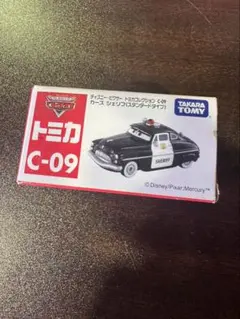 ディズニー・ピクサー トミカコレクション C-09
カーズ シェリフ(スタンダードタイプ)
Cars
TAKARA
TOMY
トミカ
C-09
SHERIFF
©Disney/Pixar/Mercury™